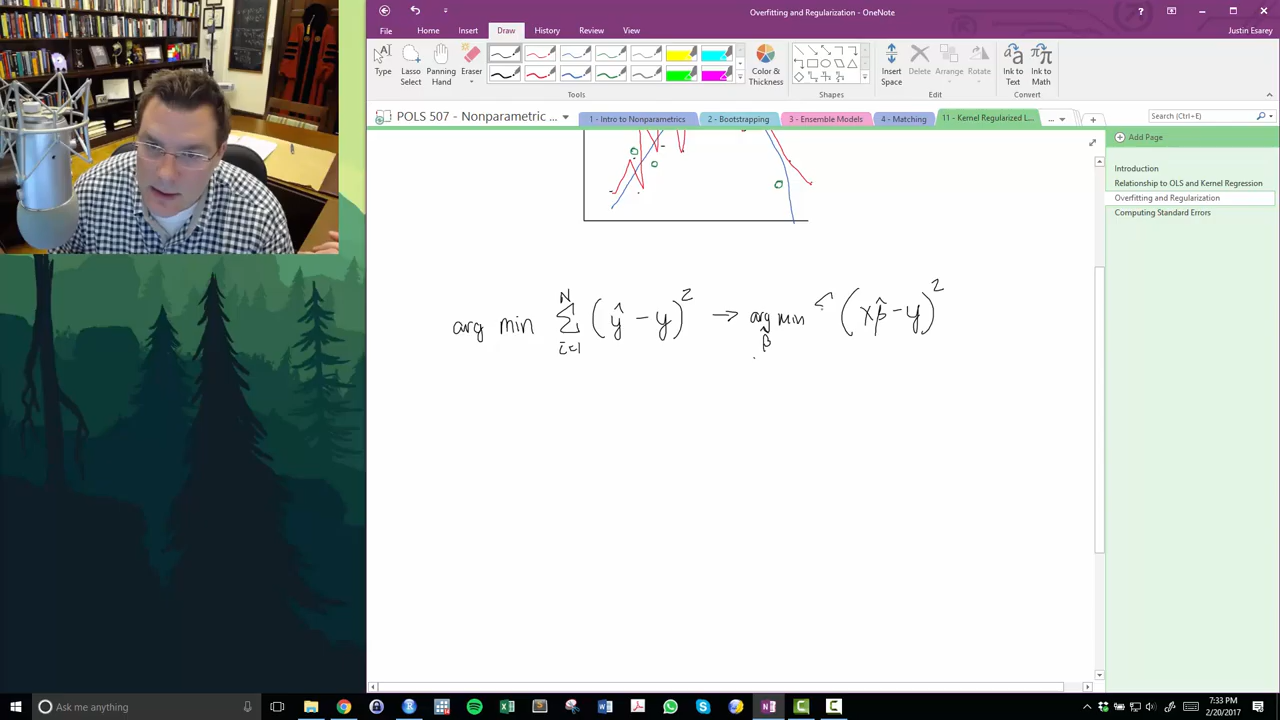 Overfitting and Regularization - OneNote
Justin Esarey
File Home Insert Draw History Review View
Type
Lasso Select
Panning Hand
Eraser
Color & Thickness
Insert Space
Delete
Arrange
Rotate
Ink to Text
Ink to Math
Tools
Shapes
Edit
Convert
POLS 507 - Nonparametric ...
1 - Intro to Nonparametrics
2 - Bootstrapping
3 - Ensemble Models
4 - Matching
11 - Kernel Regularized L...
Search (Ctrl+E)
Add Page
Introduction
Relationship to OLS and Kernel Regression
Overfitting and Regularization
Computing Standard Errors
arg min Σ_{i=1}^{N} (ŷ - y)² → arg min_{β̂} (xβ̂ - y)²
Ask me anything
7:33 PM
2/20/2017